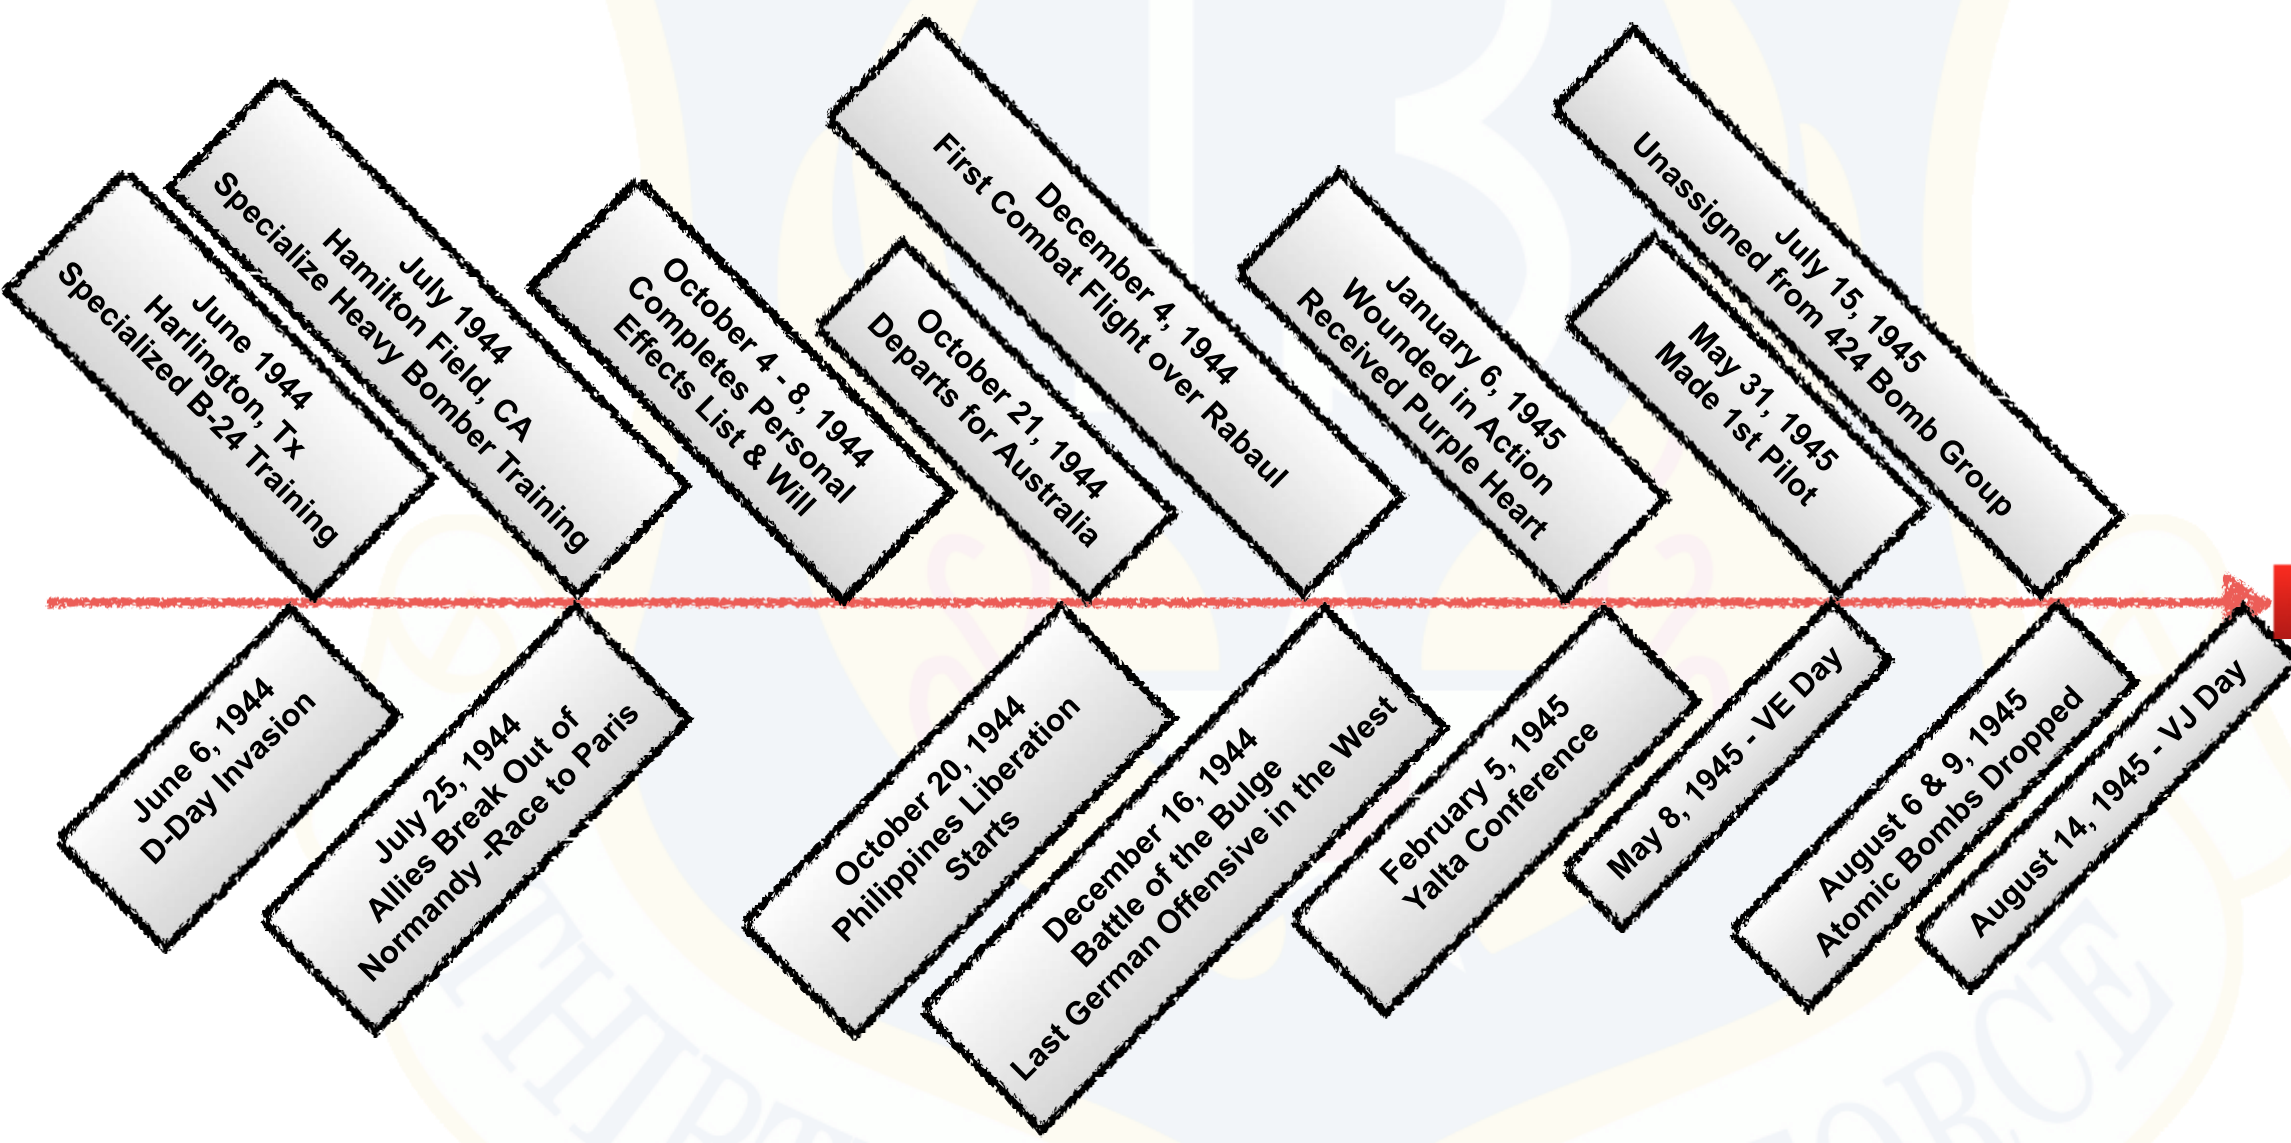 June 1944
Harlington, Tx
Specialized B-24 Training
July 1944
Hamilton Field, CA
Specialize Heavy Bomber Training
October 4 - 8, 1944
Completes Personal
Effects List & Will
October 21, 1944
Departs for Australia
December 4, 1944
First Combat Flight over Rabaul
January 6, 1945
Wounded in Action
Received Purple Heart
May 31, 1945
Made 1st Pilot
July 15, 1945
Unassigned from 424 Bomb Group
June 6, 1944
D-Day Invasion
July 25, 1944
Allies Break Out of
Normandy -Race to Paris
October 20, 1944
Philippines Liberation
Starts
December 16, 1944
Battle of the Bulge
Last German Offensive in the West
February 5, 1945
Yalta Conference
May 8, 1945 - VE Day
August 6 & 9, 1945
Atomic Bombs Dropped
August 14, 1945 - VJ Day